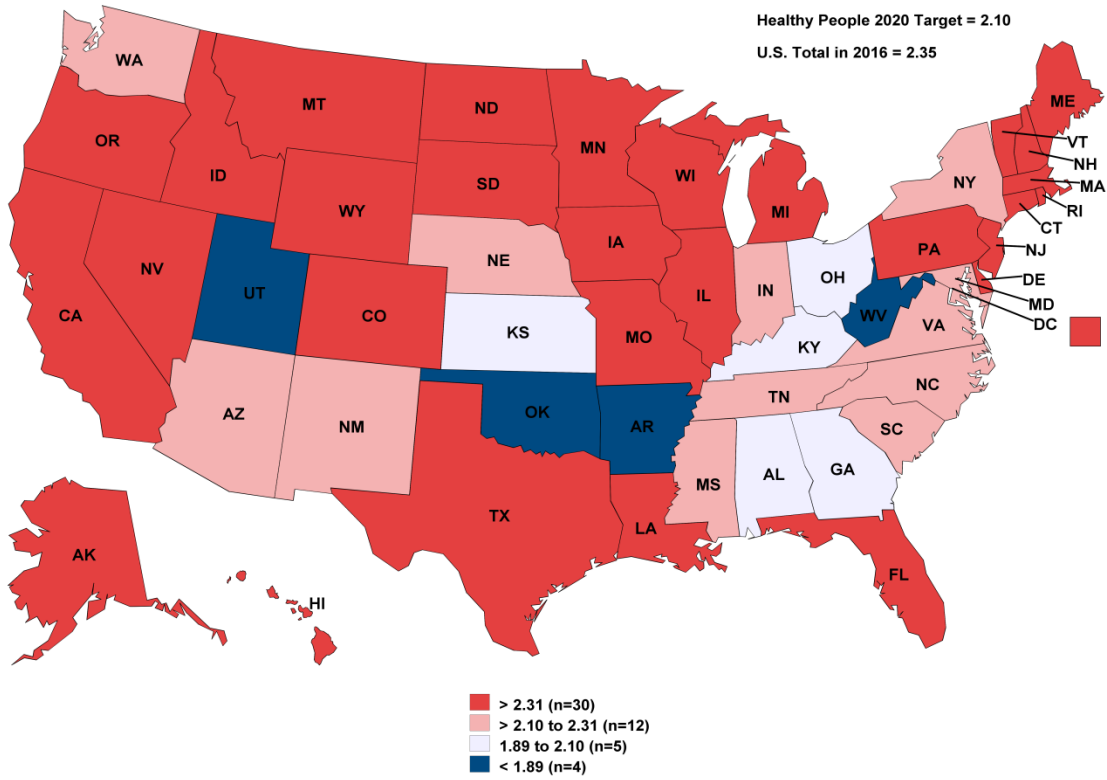 Healthy People 2020 Target = 2.10
U.S. Total in 2016 = 2.35
WA
MT
ND
ME
OR
MN
VT
ID
SD
WI
NH
NY
MA
WY
MI
RI
CT
IA
PA
NJ
NE
NV
OH
DE
UT
IL
IN
MD
CO
WV
CA
VA
DC
KS
MO
KY
NC
TN
AZ
OK
NM
AR
SC
MS
AL
GA
TX
LA
AK
FL
HI
> 2.31 (n=30)
> 2.10 to 2.31 (n=12)
1.89 to 2.10 (n=5)
< 1.89 (n=4)